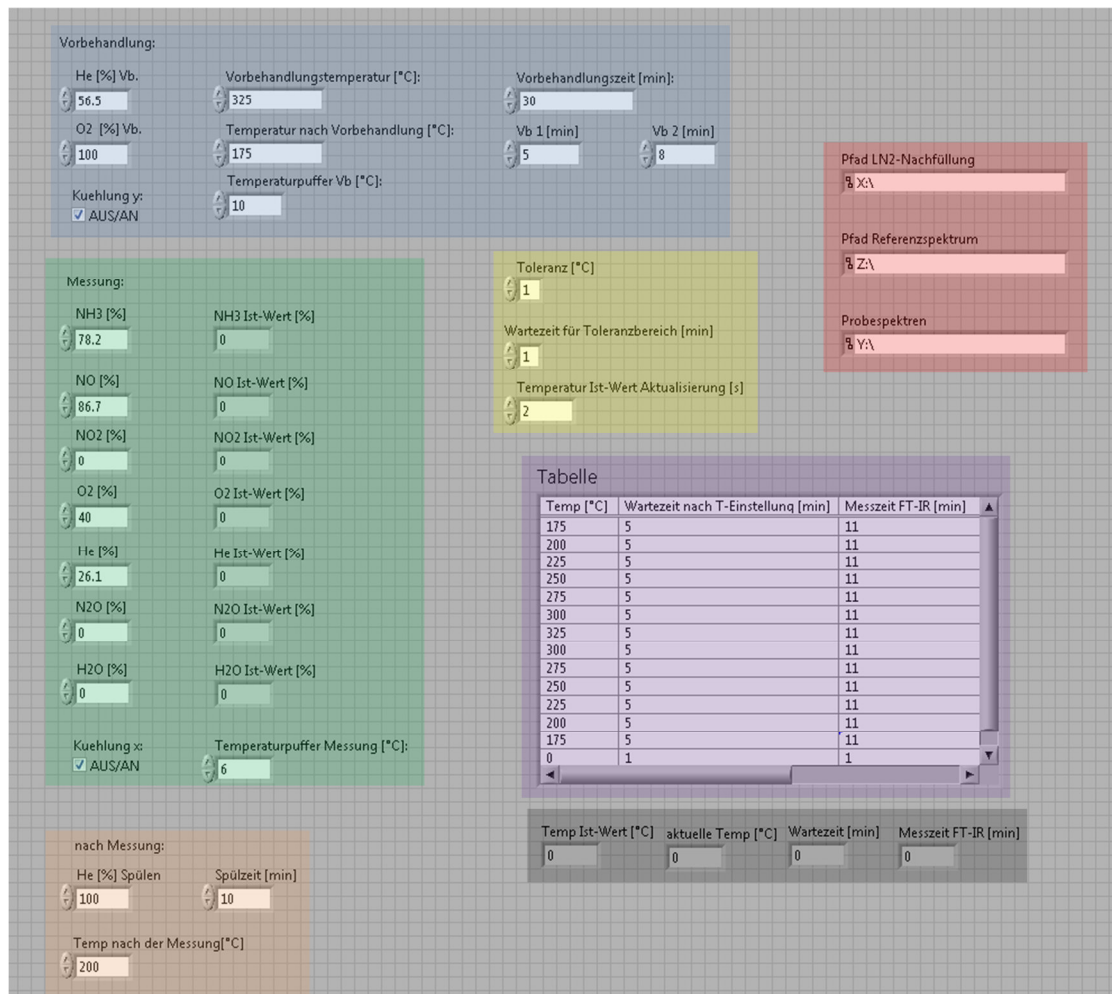 Vorbehandlung:
He [%] Vb. Vorbehandlungstemperatur [°C]: Vorbehandlungszeit [min]:
56.5 325 30
O2 [%] Vb. Temperatur nach Vorbehandlung [°C]: Vb 1 [min] Vb 2 [min]
100 175 5 8
Temperaturpuffer Vb [°C]:
Kuehlung y: 10
AUS/AN
Pfad LN2-Nachfüllung
X:\
Pfad Referenzspektrum
Z:\
Probespektren
Y:\
Messung:
NH3 [%] NH3 Ist-Wert [%]
78.2 0
NO [%] NO Ist-Wert [%]
86.7 0
NO2 [%] NO2 Ist-Wert [%]
0 0
O2 [%] O2 Ist-Wert [%]
40 0
He [%] He Ist-Wert [%]
26.1 0
N2O [%] N2O Ist-Wert [%]
0 0
H2O [%] H2O Ist-Wert [%]
0 0
Kuehlung x: Temperaturpuffer Messung [°C]:
AUS/AN 6
Toleranz [°C]
1
Wartezeit für Toleranzbereich [min]
1
Temperatur Ist-Wert Aktualisierung [s]
2
Tabelle
Temp [°C] Wartezeit nach T-Einstellung [min] Messzeit FT-IR [min]
175 5 11
200 5 11
225 5 11
250 5 11
275 5 11
300 5 11
325 5 11
300 5 11
275 5 11
250 5 11
225 5 11
200 5 11
175 5 11
0 1 1
Temp Ist-Wert [°C] aktuelle Temp [°C] Wartezeit [min] Messzeit FT-IR [min]
0 0 0 0
nach Messung:
He [%] Spülen Spülzeit [min]
100 10
Temp nach der Messung[°C]
200